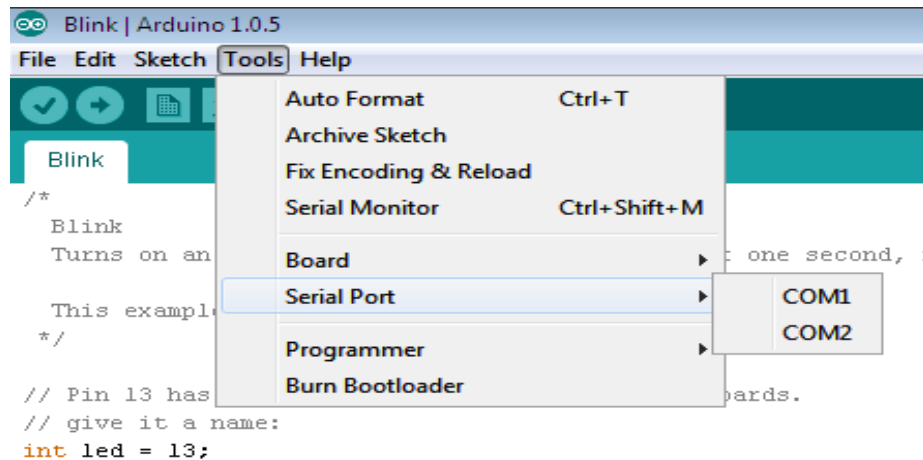 Blink | Arduino 1.0.5
File Edit Sketch Tools Help
Auto Format Ctrl+T
Archive Sketch
Fix Encoding & Reload
Serial Monitor Ctrl+Shift+M
Board
Serial Port
COM1
COM2
Programmer
Burn Bootloader
Blink
/*
Blink
Turns on an one second,
This
*/
// Pin 13 has
// give it a name:
int led = 13;